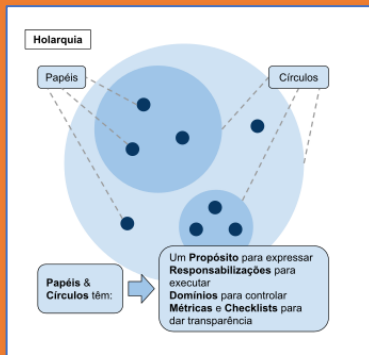 Holarquia
Papéis
Círculos
Papéis &
Círculos têm:
Um Propósito para expressar
Responsabilizações para
executar
Domínios para controlar
Métricas e Checklists para
dar transparência